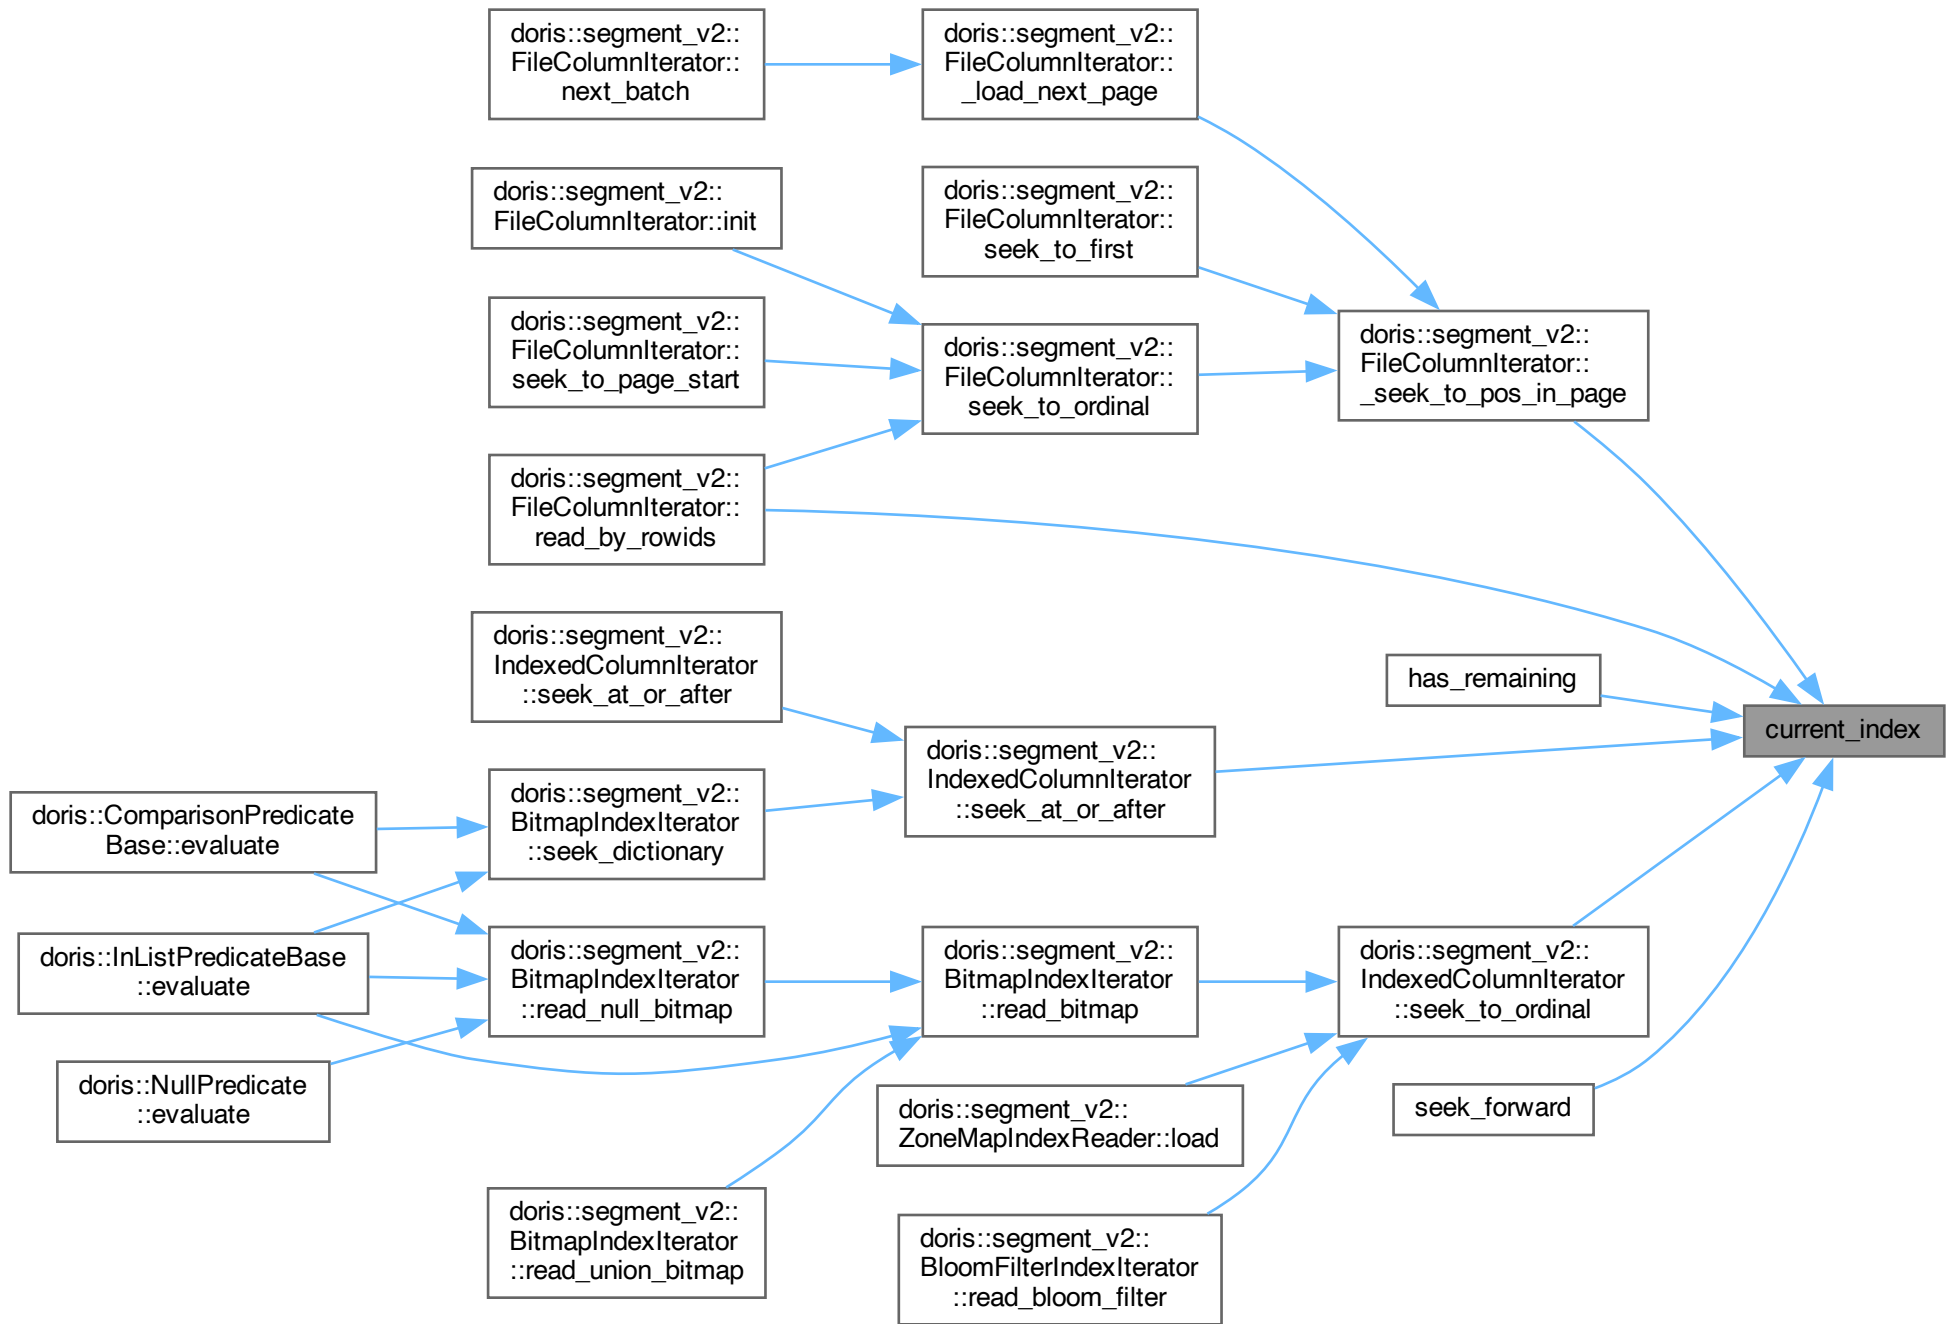 doris::segment_v2::
FileColumnIterator::
next_batch
doris::segment_v2::
FileColumnIterator::
_load_next_page
doris::segment_v2::
FileColumnIterator::init
doris::segment_v2::
FileColumnIterator::
seek_to_first
doris::segment_v2::
FileColumnIterator::
seek_to_page_start
doris::segment_v2::
FileColumnIterator::
seek_to_ordinal
doris::segment_v2::
FileColumnIterator::
_seek_to_pos_in_page
doris::segment_v2::
FileColumnIterator::
read_by_rowids
doris::segment_v2::
IndexedColumnIterator
::seek_at_or_after
has_remaining
current_index
doris::segment_v2::
IndexedColumnIterator
::seek_at_or_after
doris::ComparisonPredicate
Base::evaluate
doris::segment_v2::
BitmapIndexIterator
::seek_dictionary
doris::InListPredicateBase
::evaluate
doris::segment_v2::
BitmapIndexIterator
::read_null_bitmap
doris::segment_v2::
BitmapIndexIterator
::read_bitmap
doris::segment_v2::
IndexedColumnIterator
::seek_to_ordinal
doris::NullPredicate
::evaluate
doris::segment_v2::
ZoneMapIndexReader::load
seek_forward
doris::segment_v2::
BitmapIndexIterator
::read_union_bitmap
doris::segment_v2::
BloomFilterIndexIterator
::read_bloom_filter